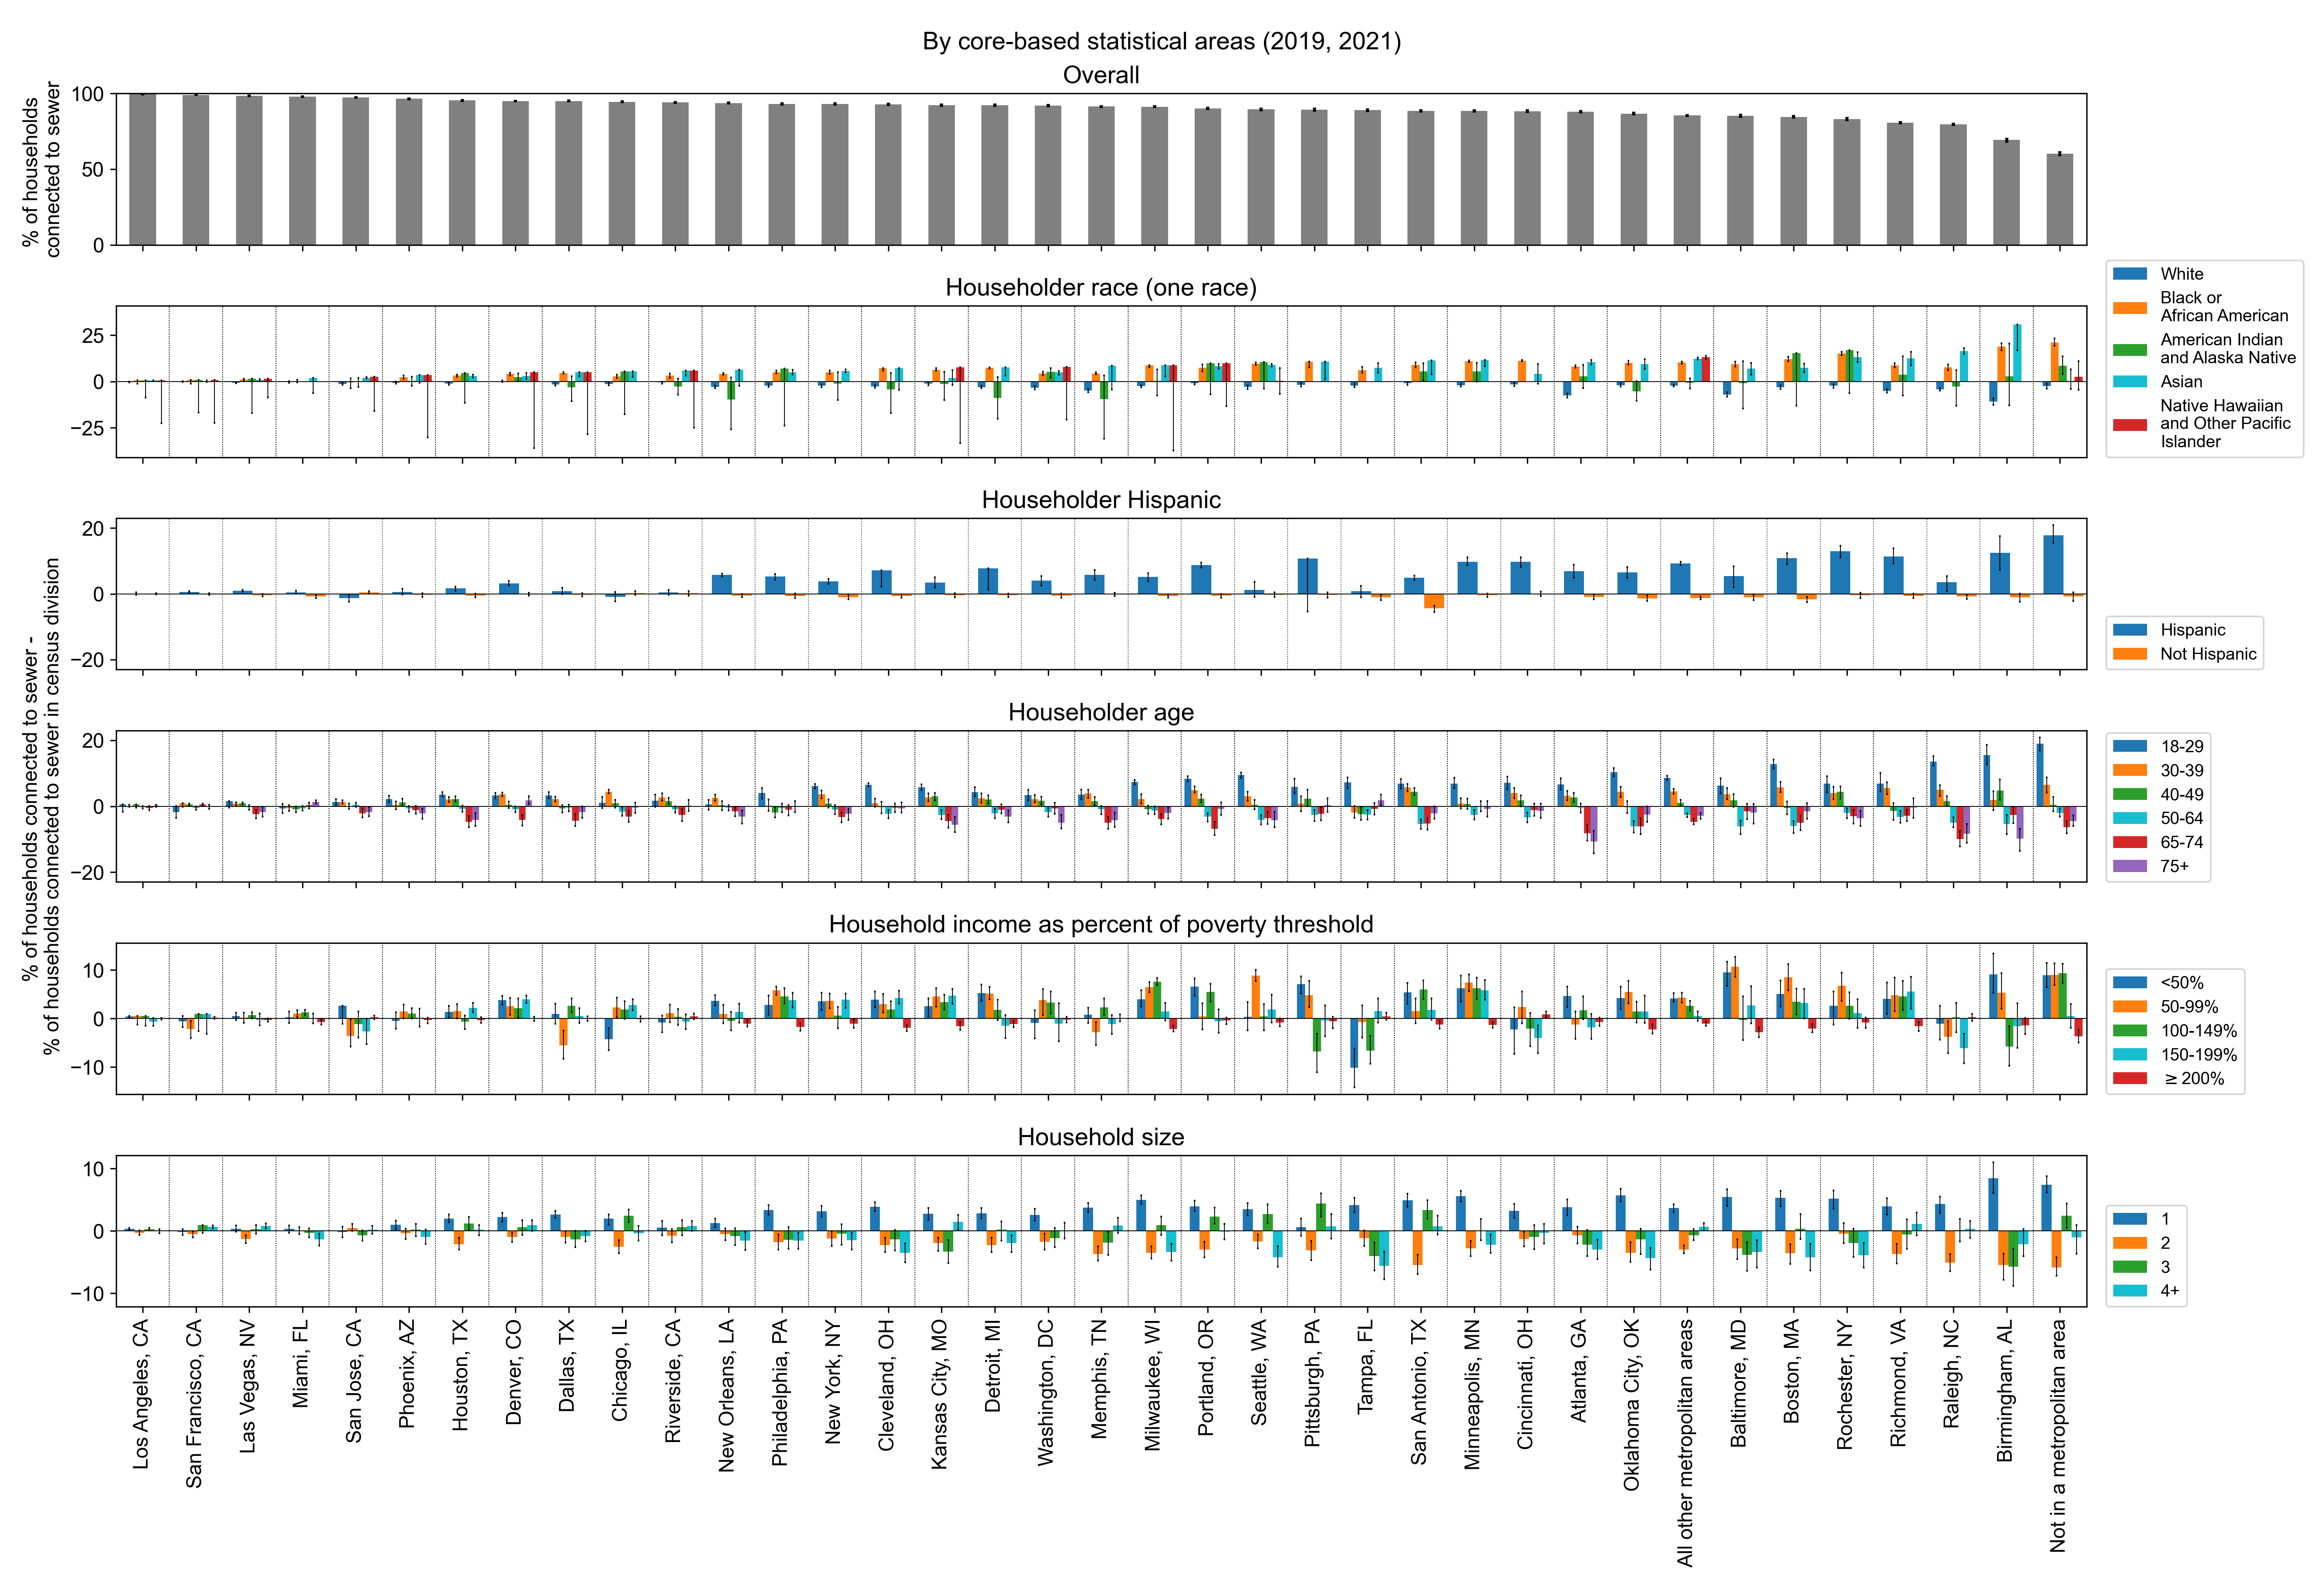 By core-based statistical areas (2019, 2021)
Overall
% of households
connected to sewer
100
50
0
Householder race (one race)
25
0
−25
White
Black or
African American
American Indian
and Alaska Native
Asian
Native Hawaiian
and Other Pacific
Islander
% of households connected to sewer -
% of households connected to sewer in census division
Householder Hispanic
20
0
−20
Hispanic
Not Hispanic
Householder age
20
0
−20
18-29
30-39
40-49
50-64
65-74
75+
Household income as percent of poverty threshold
10
0
−10
<50%
50-99%
100-149%
150-199%
≥200%
Household size
10
0
−10
1
2
3
4+
Los Angeles, CA
San Francisco, CA
Las Vegas, NV
Miami, FL
San Jose, CA
Phoenix, AZ
Houston, TX
Denver, CO
Dallas, TX
Chicago, IL
Riverside, CA
New Orleans, LA
Philadelphia, PA
New York, NY
Cleveland, OH
Kansas City, MO
Detroit, MI
Washington, DC
Memphis, TN
Milwaukee, WI
Portland, OR
Seattle, WA
Pittsburgh, PA
Tampa, FL
San Antonio, TX
Minneapolis, MN
Cincinnati, OH
Atlanta, GA
Oklahoma City, OK
All other metropolitan areas
Baltimore, MD
Boston, MA
Rochester, NY
Richmond, VA
Raleigh, NC
Birmingham, AL
Not in a metropolitan area